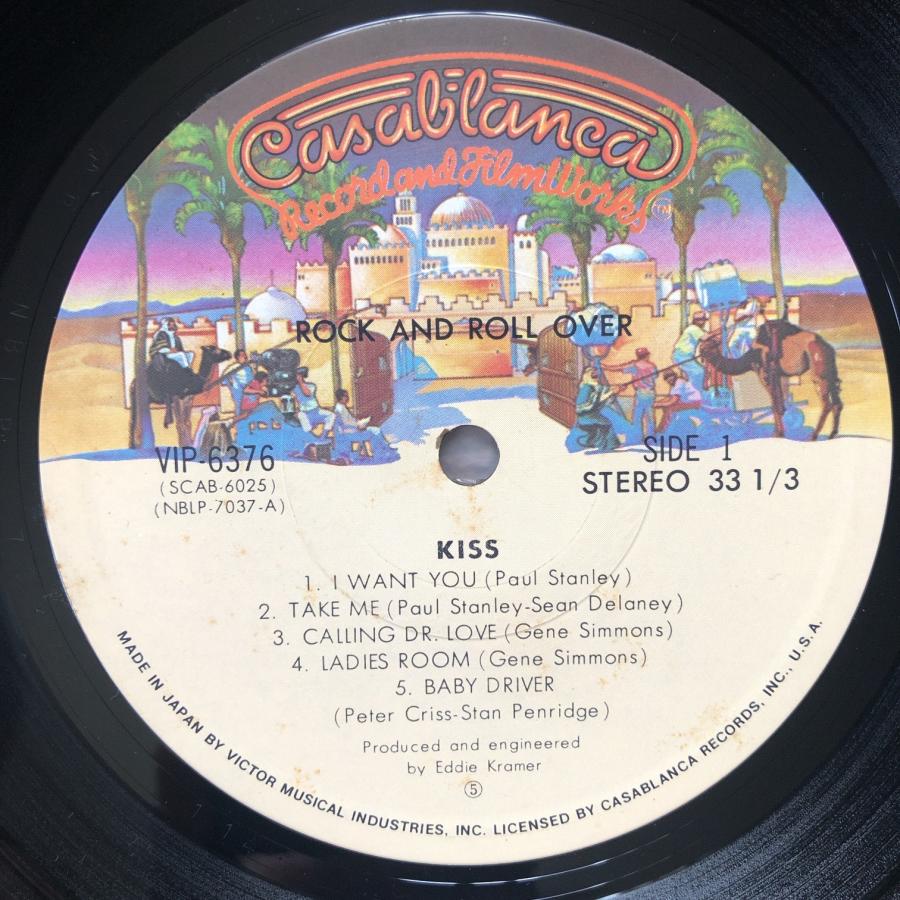 Casablanca
Record and FilmWorks
TM
ROCK AND ROLL OVER
VIP-6376
(SCAB-6025)
(NBLP-7037-A)
SIDE 1
STEREO 33 1/3
KISS
1. I WANT YOU (Paul Stanley)
2. TAKE ME (Paul Stanley-Sean Delaney)
3. CALLING DR. LOVE (Gene Simmons)
4. LADIES ROOM (Gene Simmons)
5. BABY DRIVER
(Peter Criss-Stan Penridge)
Produced and engineered
by Eddie Kramer
⑤
MADE IN JAPAN BY VICTOR MUSICAL INDUSTRIES, INC. LICENSED BY CASABLANCA RECORDS, INC., U.S.A.